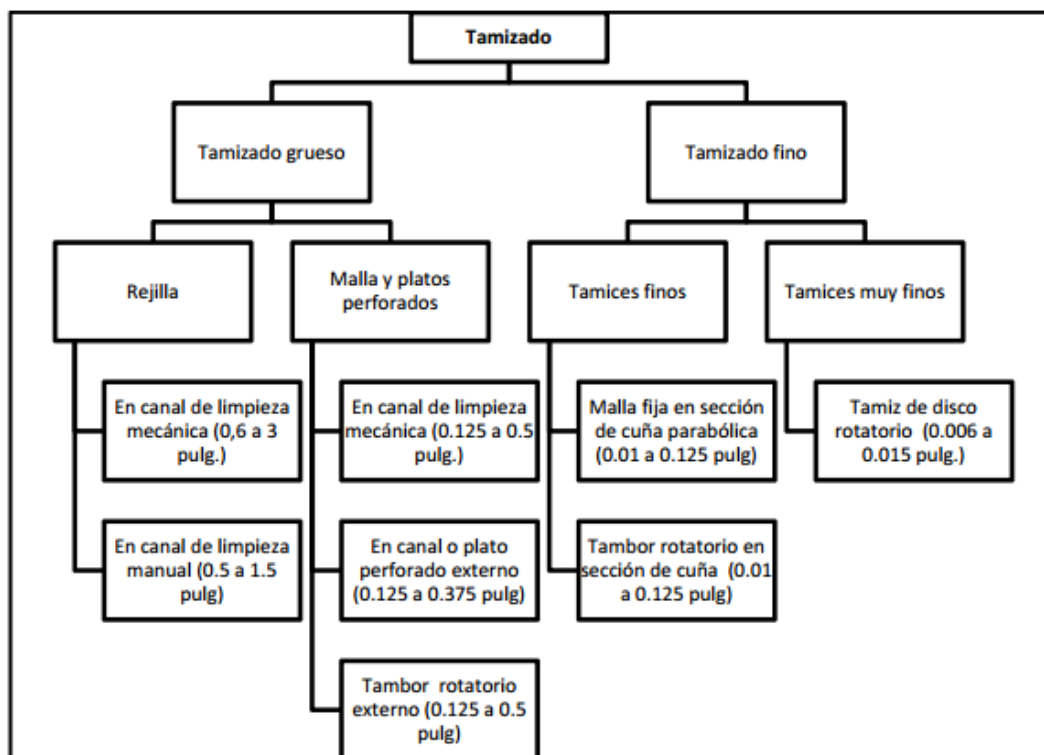 Tamizado
Tamizado grueso
Tamizado fino
Rejilla
Malla y platos
perforados
Tamices finos
Tamices muy finos
En canal de limpieza
mecánica (0,6 a 3
pulg.)
En canal de limpieza
mecánica (0.125 a 0.5
pulg.)
Malla fija en sección
de cuña parabólica
(0.01 a 0.125 pulg)
Tamiz de disco
rotatorio (0.006 a
0.015 pulg.)
En canal de limpieza
manual (0.5 a 1.5
pulg)
En canal o plato
perforado externo
(0.125 a 0.375 pulg)
Tambor rotatorio en
sección de cuña (0.01
a 0.125 pulg)
Tambor rotatorio
externo (0.125 a 0.5
pulg)